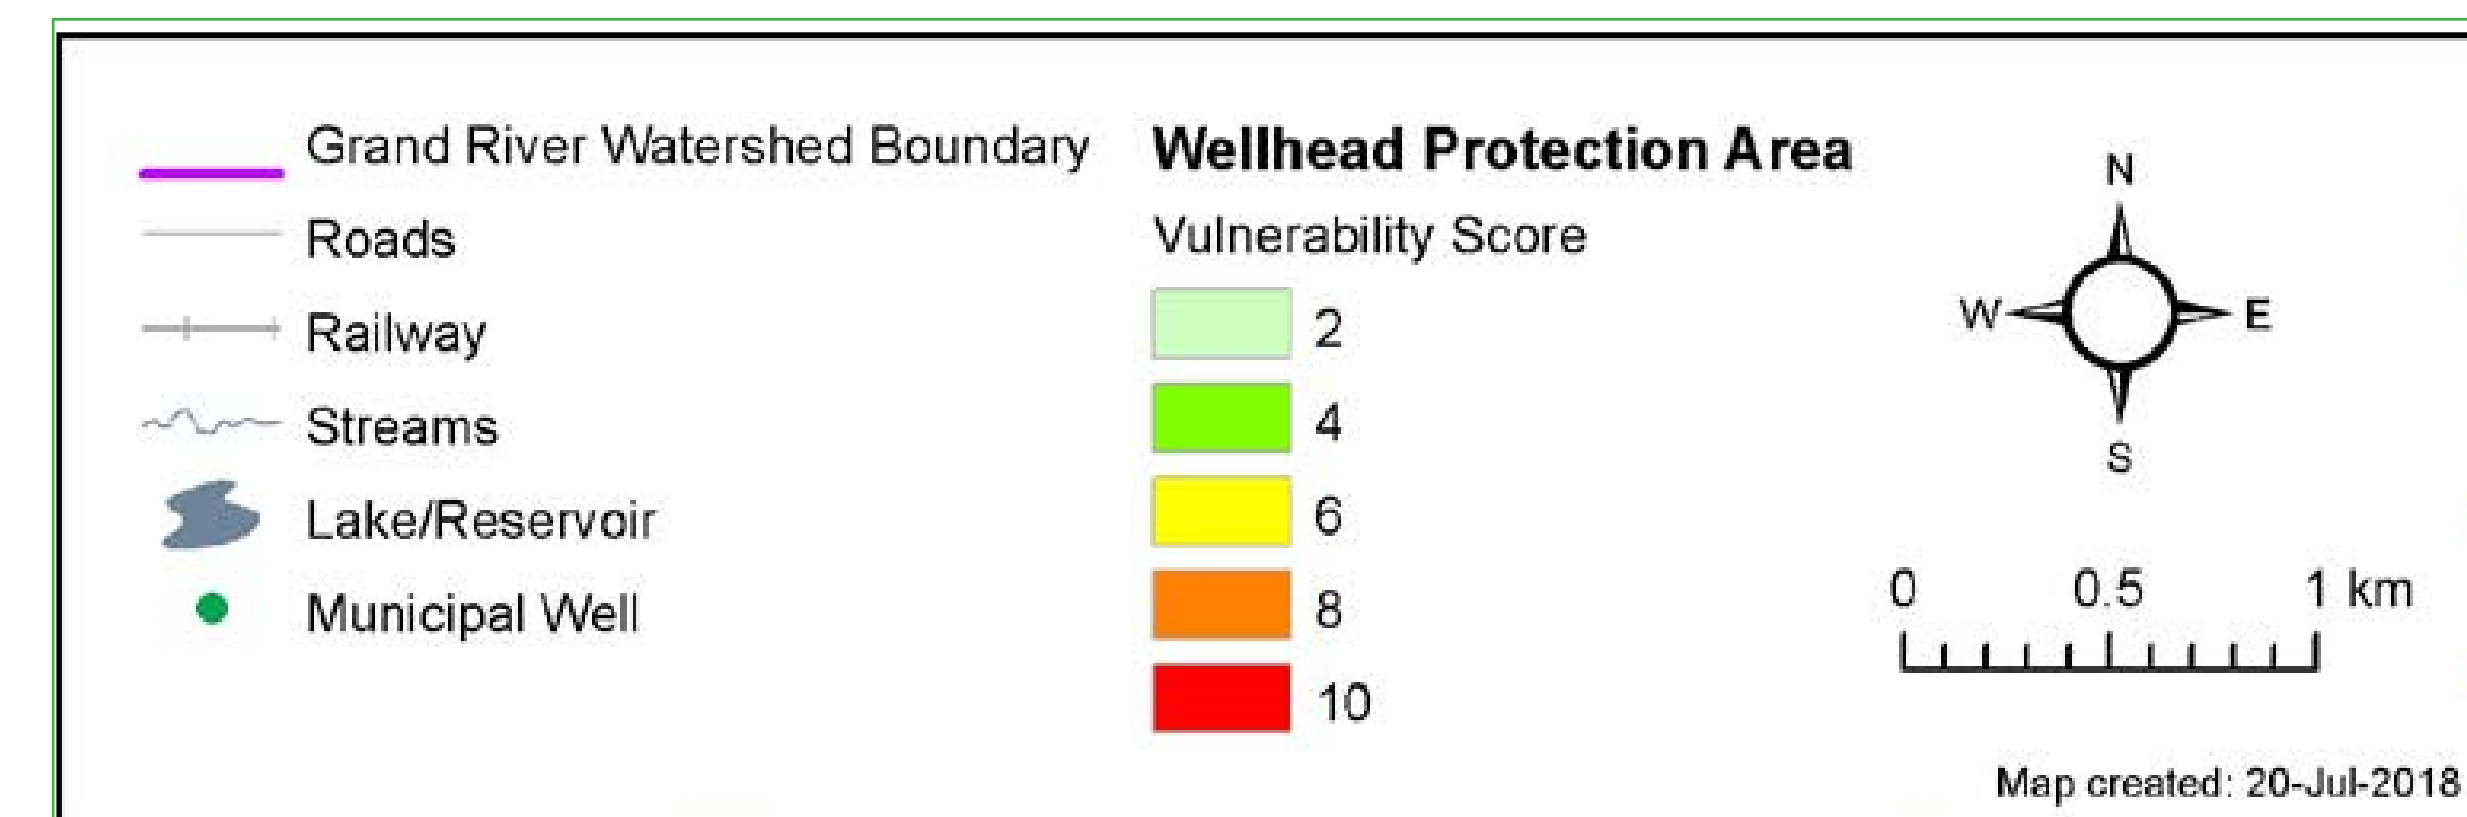 Grand River Watershed Boundary
Roads
Railway
Streams
Lake/Reservoir
Municipal Well
Wellhead Protection Area
Vulnerability Score
2
4
6
8
10
N
W E
S
0 0.5 1 km
Map created: 20-Jul-2018